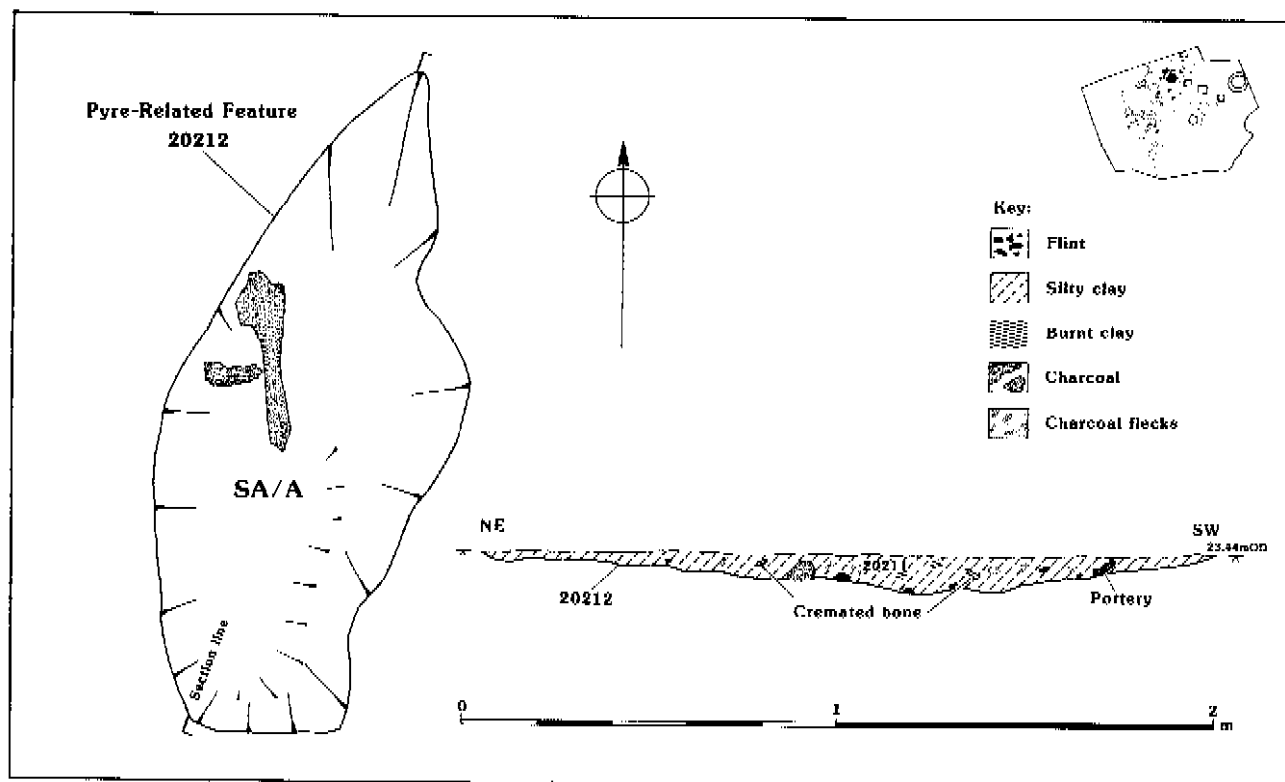 Pyre-Related Feature
20212
Key:
Flint
Silty clay
Burnt clay
Charcoal
Charcoal flecks
SA/A
Section line
NE
SW
23.44mOD
20211
20212
Cremated bone
Pottery
0
1
2
m